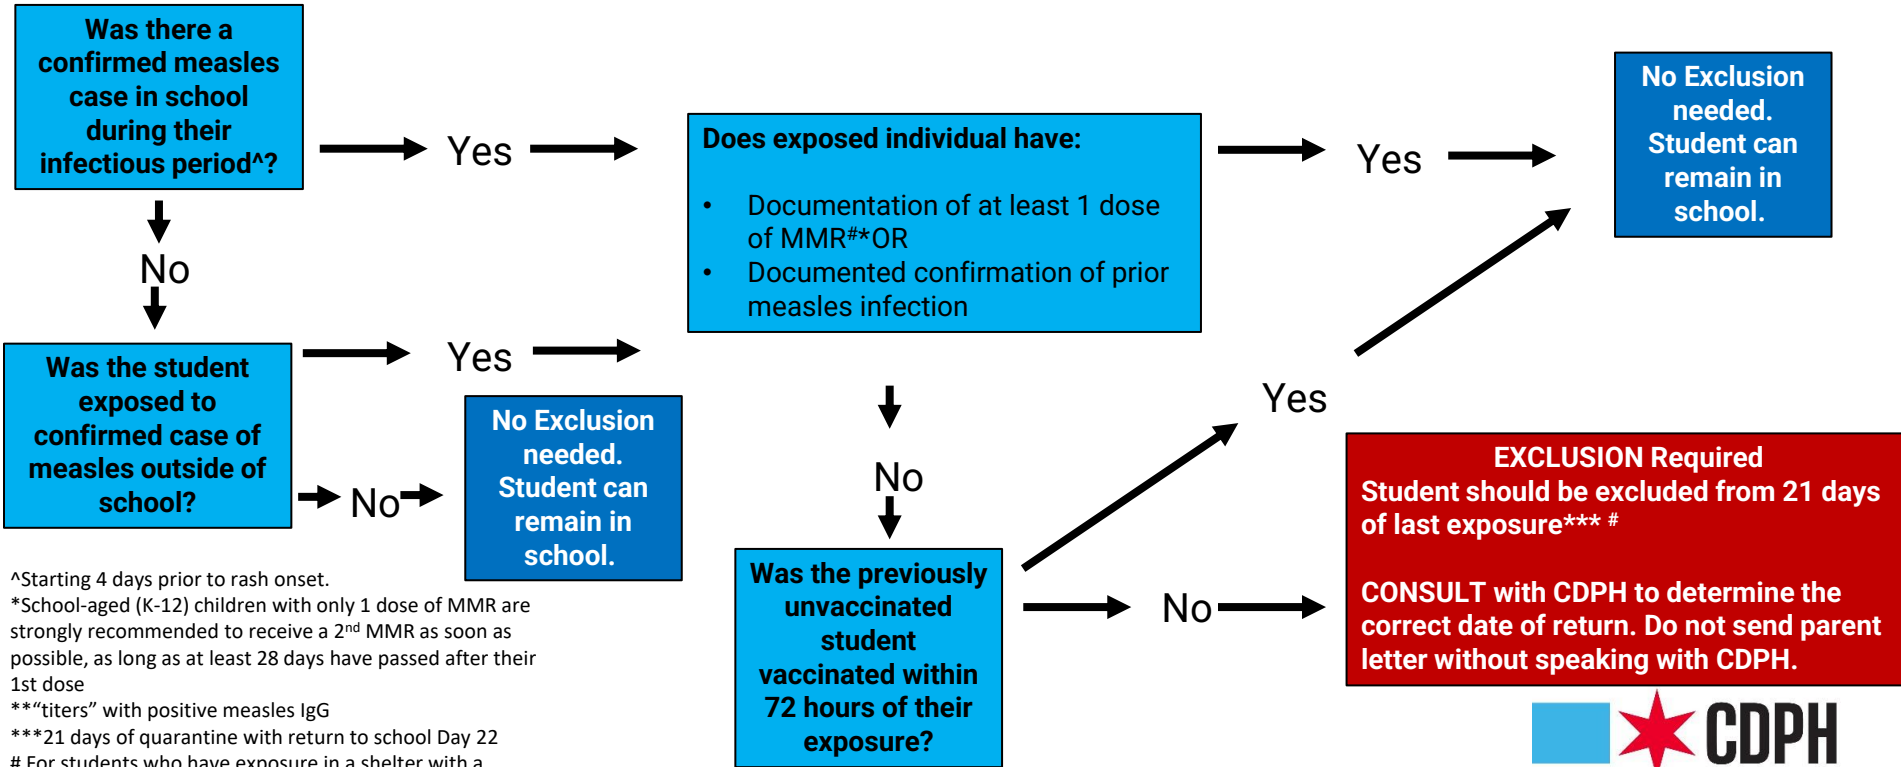 Was there a
confirmed measles
case in school
during their
infectious period^?
Yes
Does exposed individual have:
• Documentation of at least 1 dose
of MMR#*OR
• Documented confirmation of prior
measles infection
Yes
No Exclusion
needed.
Student can
remain in
school.
No
Was the student
exposed to
confirmed case of
measles outside of
school?
Yes
No
No Exclusion
needed.
Student can
remain in
school.
No
Was the previously
unvaccinated
student
vaccinated within
72 hours of their
exposure?
Yes
No
EXCLUSION Required
Student should be excluded from 21 days
of last exposure*** #
CONSULT with CDPH to determine the
correct date of return. Do not send parent
letter without speaking with CDPH.
^Starting 4 days prior to rash onset.
*School-aged (K-12) children with only 1 dose of MMR are
strongly recommended to receive a 2nd MMR as soon as
possible, as long as at least 28 days have passed after their
1st dose
**“titers” with positive measles IgG
***21 days of quarantine with return to school Day 22
# For students who have exposure in a shelter with a
CDPH